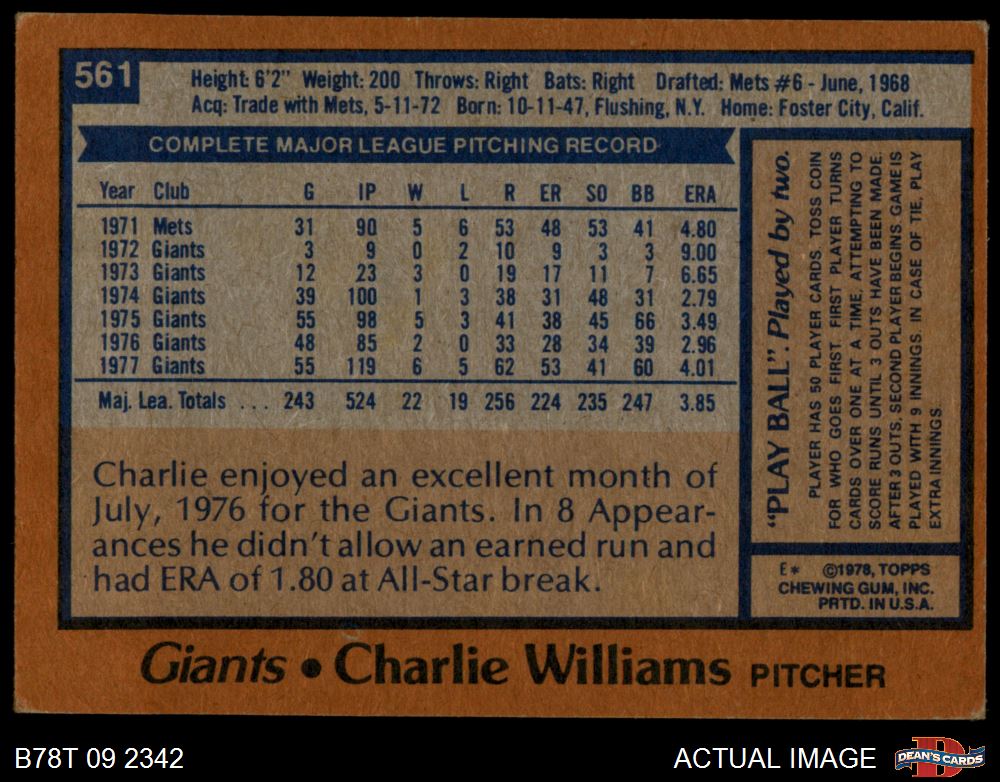 561
Height: 6'2" Weight: 200 Throws: Right Bats: Right Drafted: Mets #6 - June, 1968
Acq: Trade with Mets, 5-11-72 Born: 10-11-47, Flushing, N.Y. Home: Foster City, Calif.
COMPLETE MAJOR LEAGUE PITCHING RECORD
Year Club G IP W L R ER SO BB ERA
1971 Mets 31 90 5 6 53 48 53 41 4.80
1972 Giants 3 9 0 2 10 9 3 3 9.00
1973 Giants 12 23 3 0 19 17 11 7 6.65
1974 Giants 39 100 1 3 38 31 48 31 2.79
1975 Giants 55 98 5 3 41 38 45 66 3.49
1976 Giants 48 85 2 0 33 28 34 39 2.96
1977 Giants 55 119 6 5 62 53 41 60 4.01
Maj. Lea. Totals ... 243 524 22 19 256 224 235 247 3.85
Charlie enjoyed an excellent month of
July, 1976 for the Giants. In 8 Appear-
ances he didn't allow an earned run and
had ERA of 1.80 at All-Star break.
"PLAY BALL". Played by two.
PLAYER HAS 50 PLAYER CARDS. TOSS COIN
FOR WHO GOES FIRST. FIRST PLAYER TURNS
CARDS OVER ONE AT A TIME, ATTEMPTING TO
SCORE RUNS UNTIL 3 OUTS HAVE BEEN MADE.
AFTER 3 OUTS, SECOND PLAYER BEGINS. GAME IS
PLAYED WITH 9 INNINGS. IN CASE OF TIE, PLAY
EXTRA INNINGS.
E* ©1978, TOPPS
CHEWING GUM, INC.
PRTD. IN U.S.A.
Giants • Charlie Williams PITCHER
B78T 09 2342
ACTUAL IMAGE
D
DEAN'S CARDS